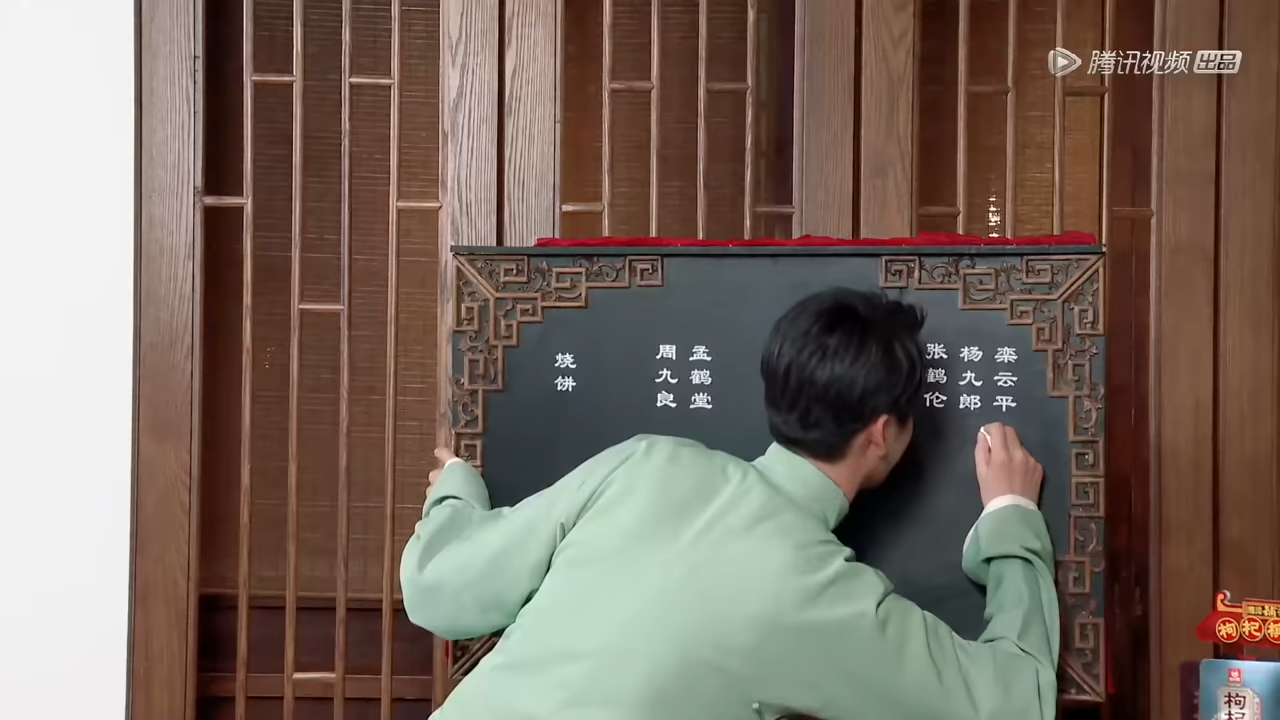 腾讯视频 出品
栾云平
杨九郎
张鹤伦
孟鹤堂
周九良
烧饼
枸杞
枸杞